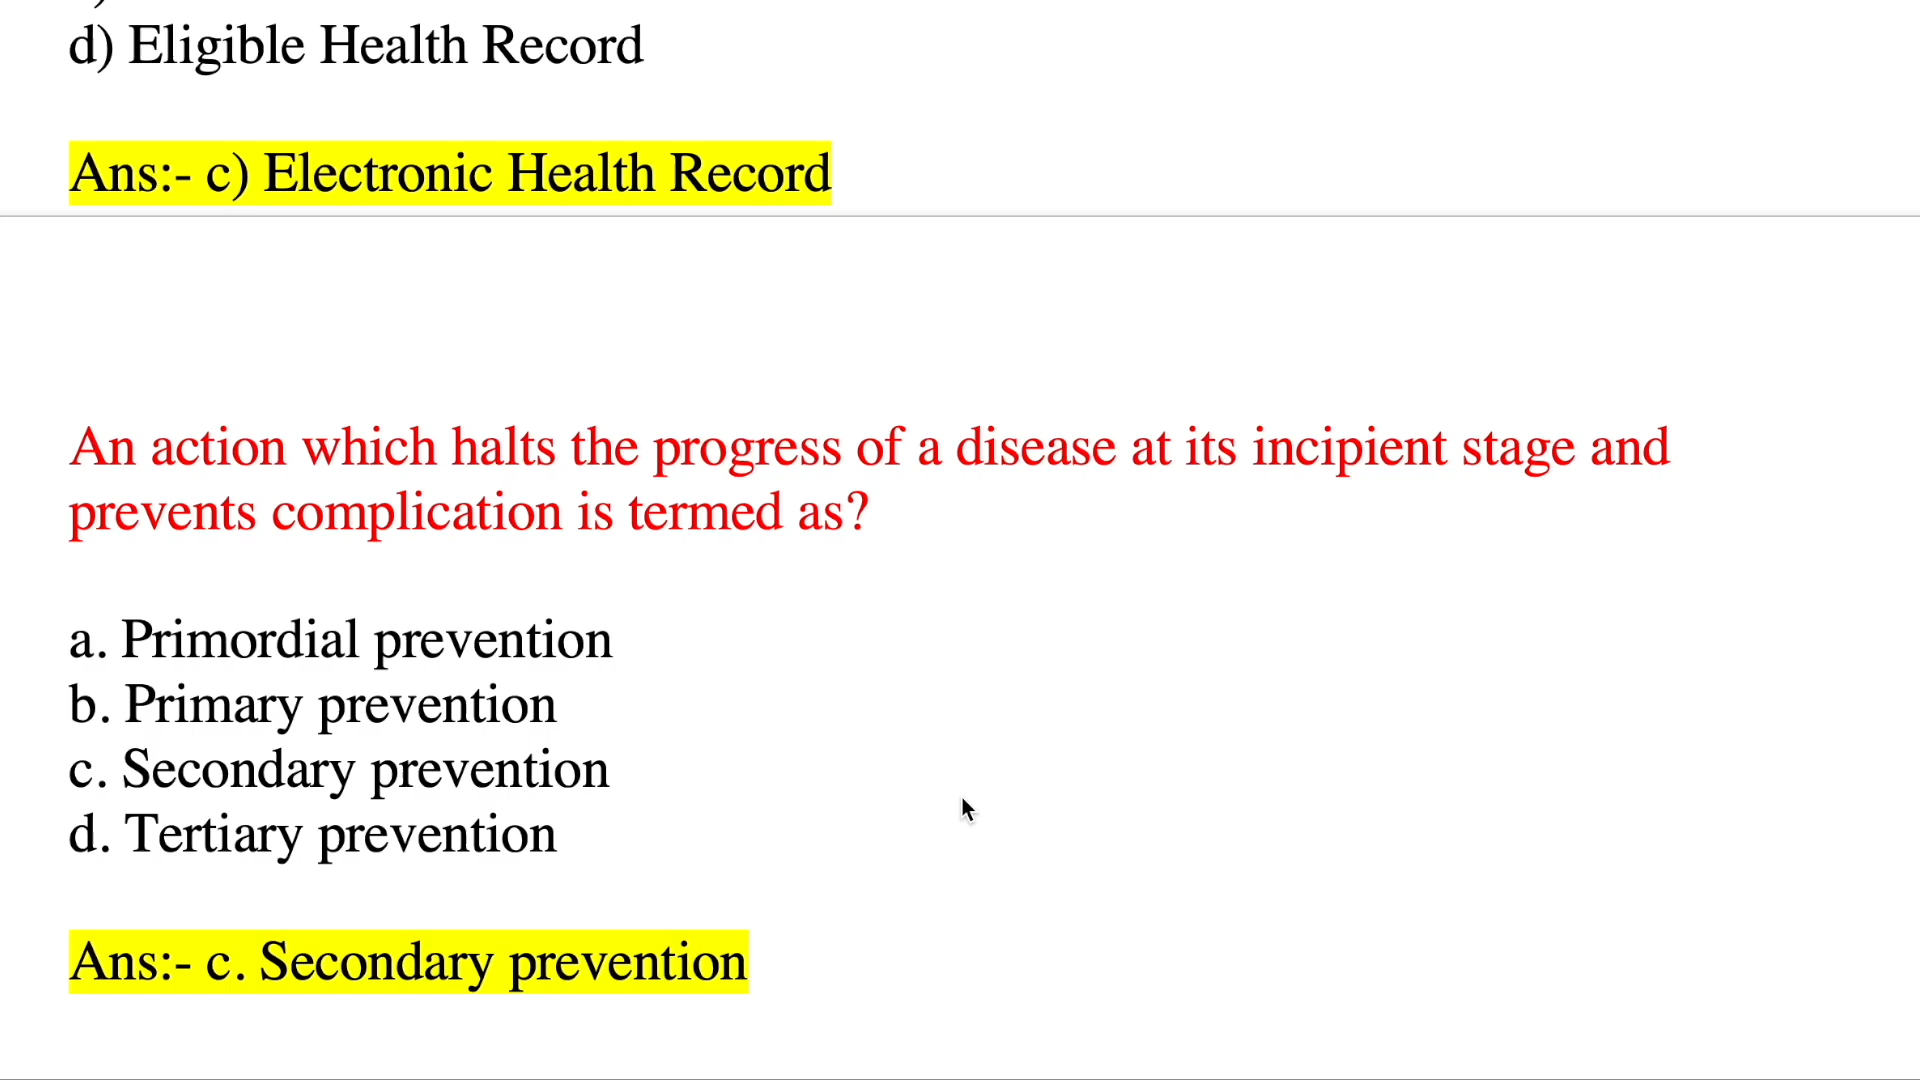 d) Eligible Health Record
Ans:- c) Electronic Health Record
An action which halts the progress of a disease at its incipient stage and
prevents complication is termed as?
a. Primordial prevention
b. Primary prevention
c. Secondary prevention
d. Tertiary prevention
Ans:- c. Secondary prevention